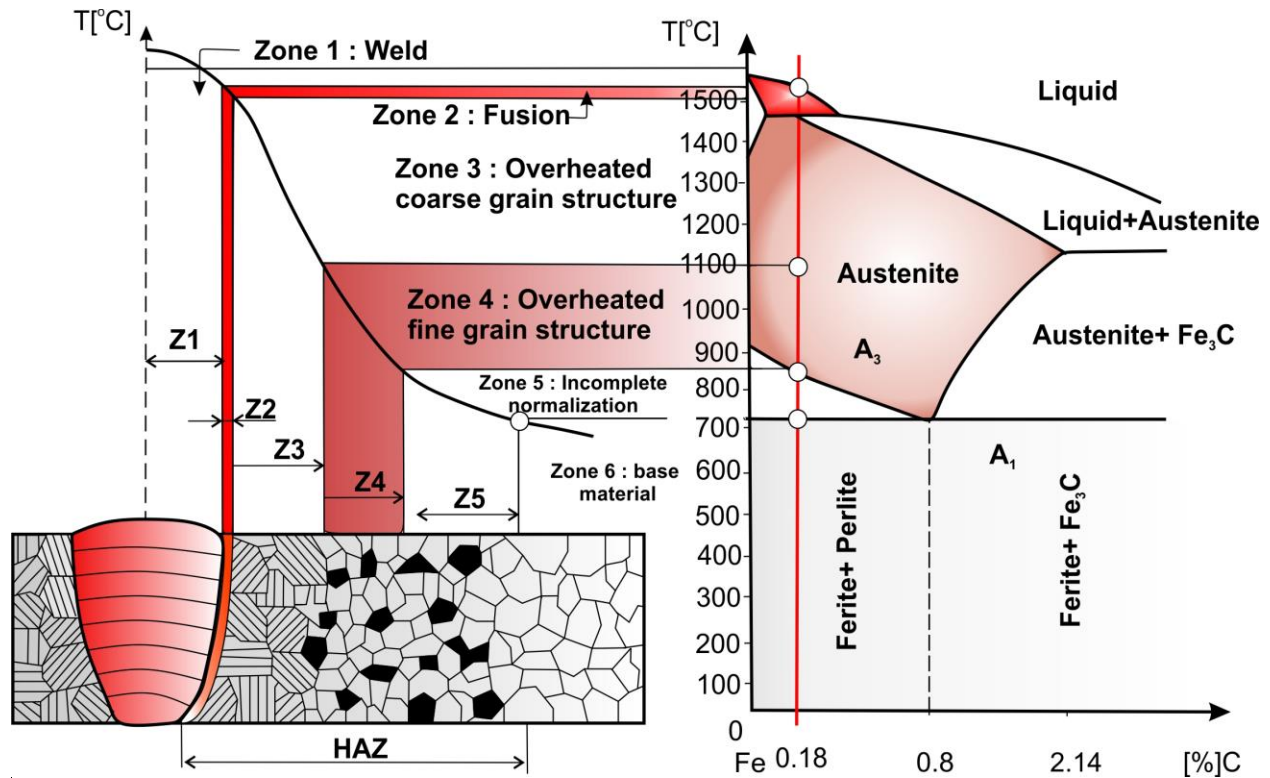 T[°C]
Zone 1 : Weld
Zone 2 : Fusion
Zone 3 : Overheated
coarse grain structure
Zone 4 : Overheated
fine grain structure
Zone 5 : Incomplete
normalization
Zone 6 : base
material
Z1
Z2
Z3
Z4
Z5
HAZ
T[°C]
1500
1400
1300
1200
1100
1000
900
800
700
600
500
400
300
200
100
0
Liquid
Liquid+Austenite
Austenite
Austenite+ Fe₃C
A₃
A₁
Ferite+ Perlite
Ferite+ Fe₃C
Fe 0.18 0.8 2.14 [%]C